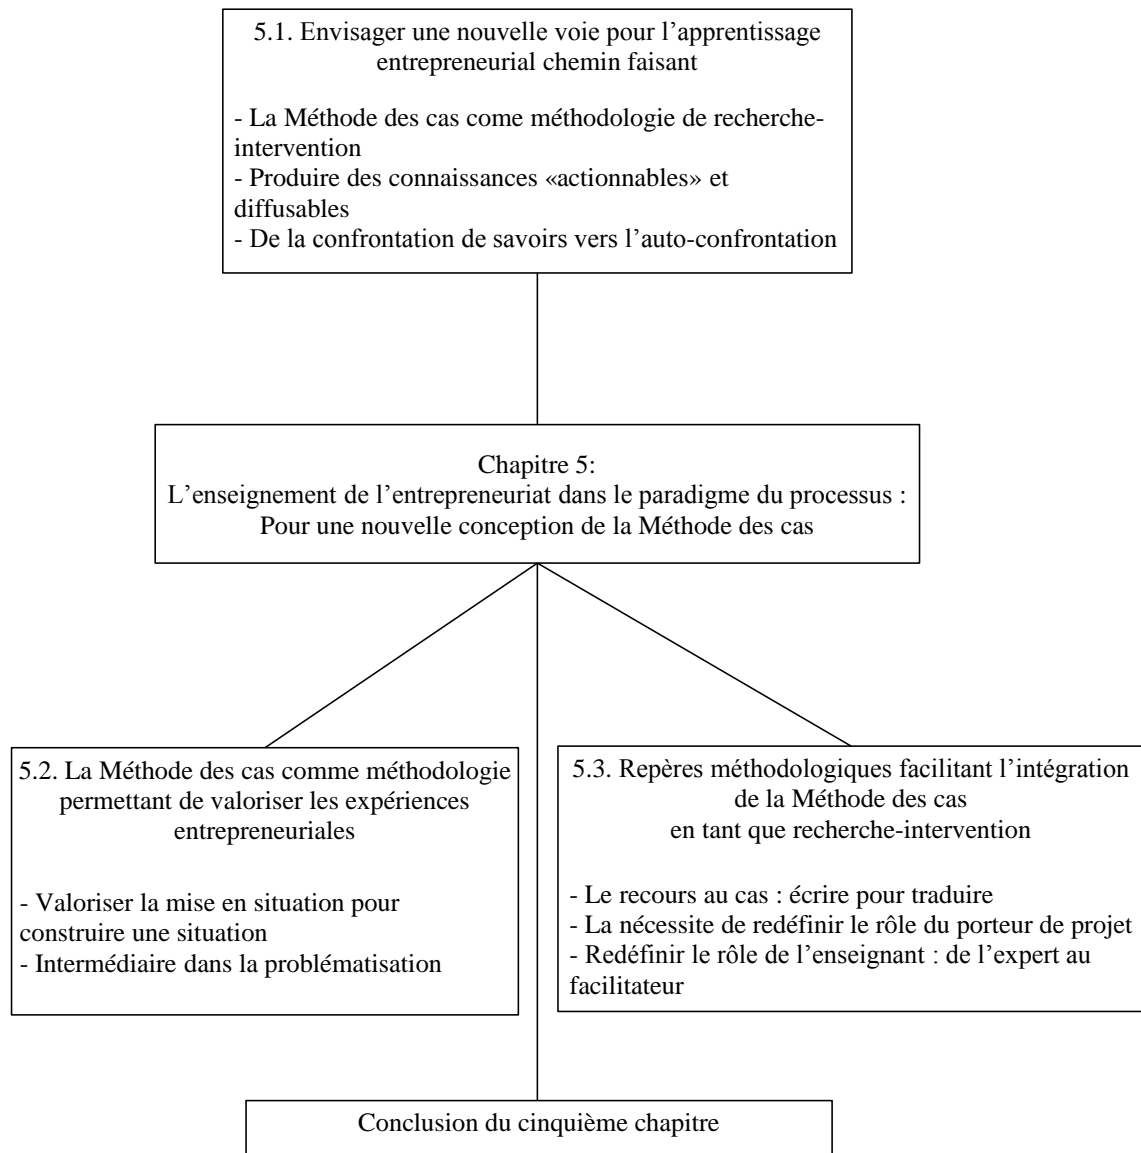 5.1. Envisager une nouvelle voie pour l’apprentissage
entrepreneurial chemin faisant
- La Méthode des cas come méthodologie de recherche-
intervention
- Produire des connaissances «actionnables» et
diffusables
- De la confrontation de savoirs vers l’auto-confrontation
Chapitre 5:
L’enseignement de l’entrepreneuriat dans le paradigme du processus :
Pour une nouvelle conception de la Méthode des cas
5.2. La Méthode des cas comme méthodologie
permettant de valoriser les expériences
entrepreneuriales
- Valoriser la mise en situation pour
construire une situation
- Intermédiaire dans la problématisation
5.3. Repères méthodologiques facilitant l’intégration
de la Méthode des cas
en tant que recherche-intervention
- Le recours au cas : écrire pour traduire
- La nécessite de redéfinir le rôle du porteur de projet
- Redéfinir le rôle de l’enseignant : de l’expert au
facilitateur
Conclusion du cinquième chapitre